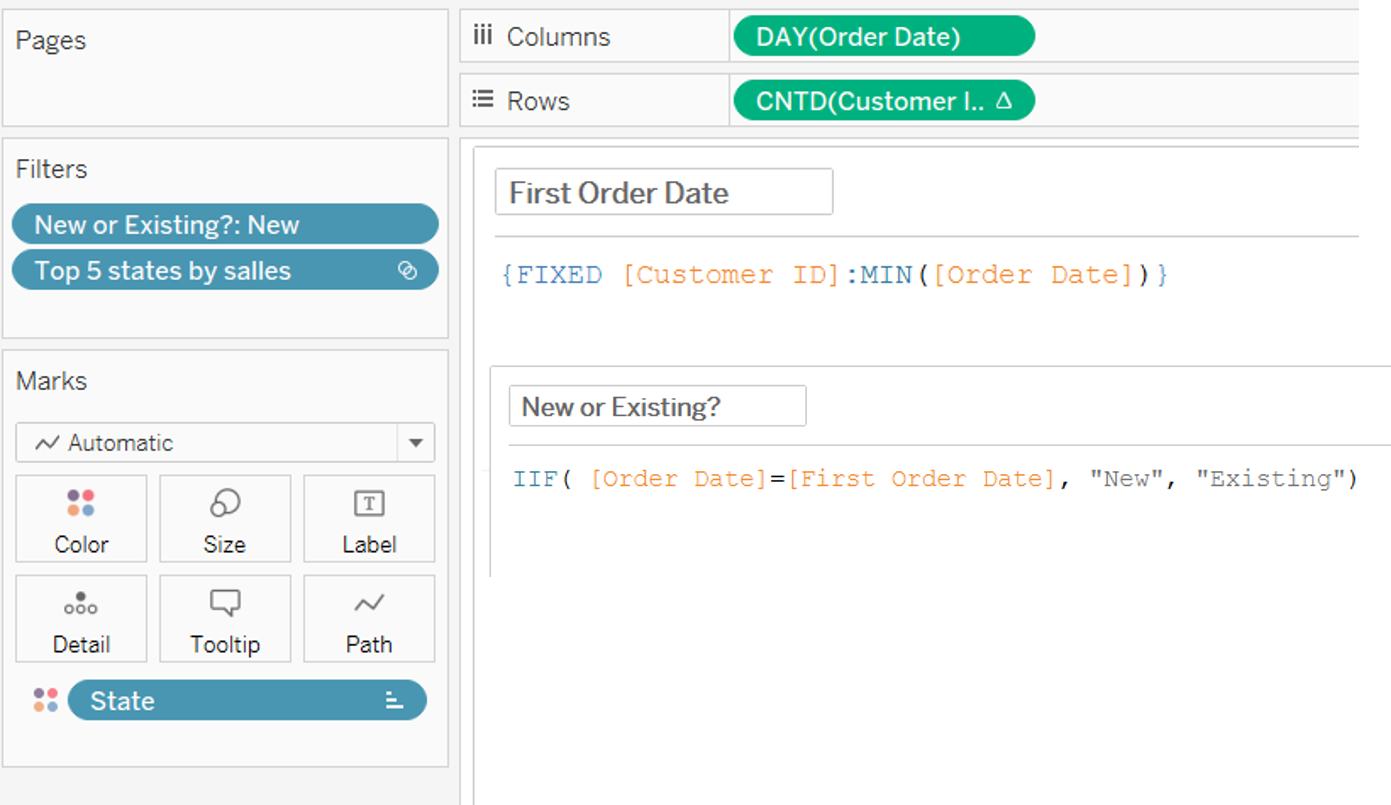 Pages
Columns
DAY(Order Date)
Rows
CNTD(Customer I..
Filters
New or Existing?: New
Top 5 states by salles
First Order Date
{FIXED [Customer ID]:MIN([Order Date])}
Marks
Automatic
New or Existing?
IIF( [Order Date]=[First Order Date], "New", "Existing")
Color
Size
T
Label
Detail
Tooltip
Path
State